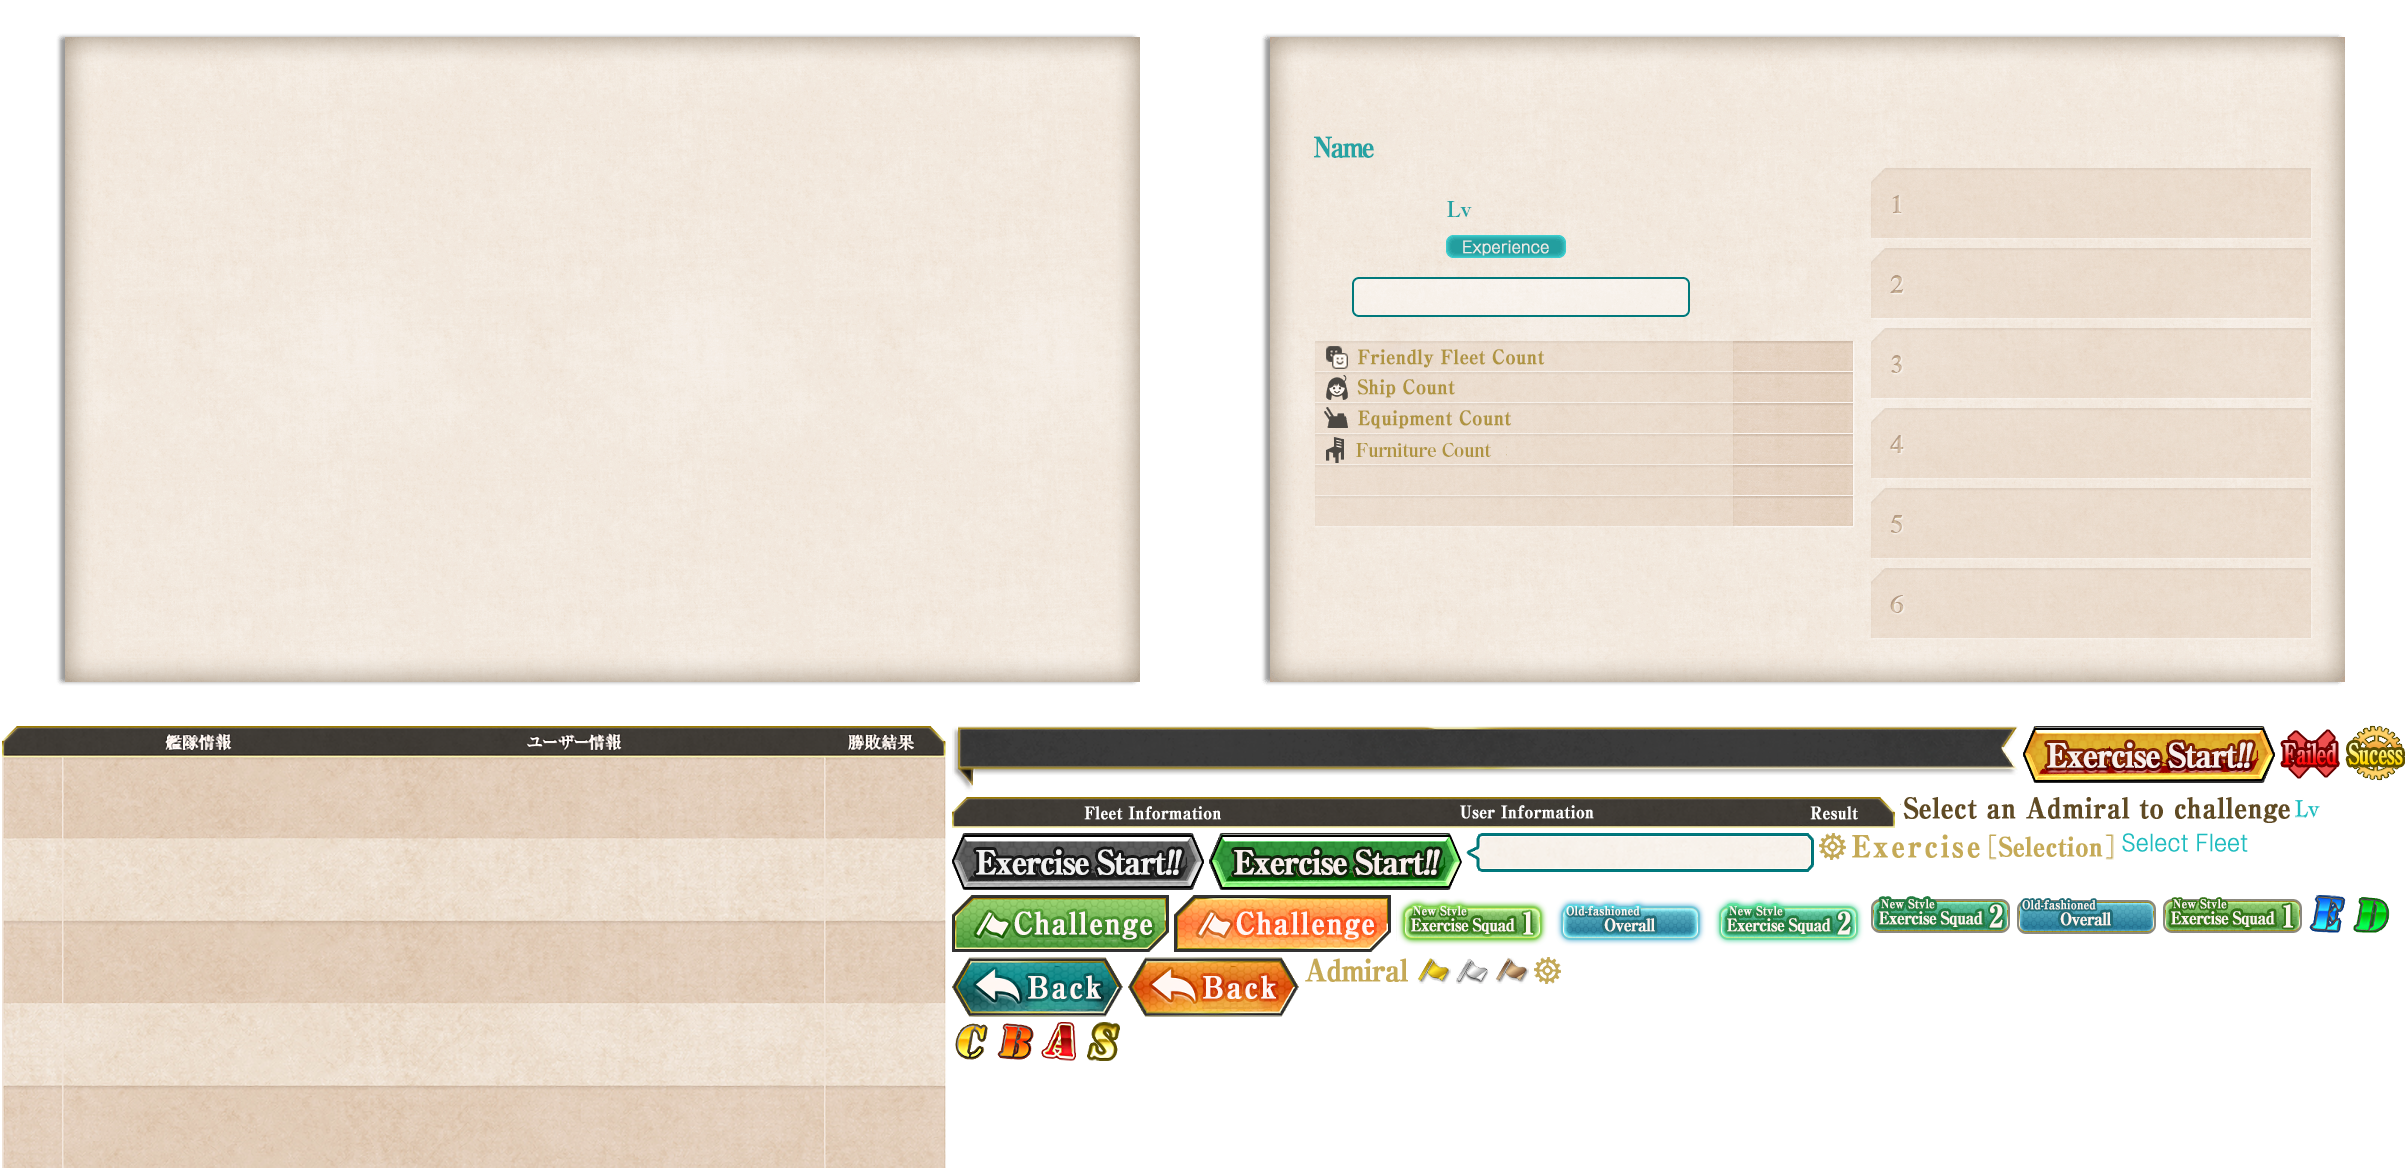 Name
Lv
Experience
Friendly Fleet Count
Ship Count
Equipment Count
Furniture Count
1
2
3
4
5
6
艦隊情報 ユーザー情報 勝敗結果
Exercise Start!!
Failed
Sucess
Fleet Information User Information Result
Select an Admiral to challenge
Lv
Exercise Start!!
Exercise Start!!
Exercise [Selection]
Select Fleet
Challenge
Challenge
New Style
Exercise Squad 1
Old-fashioned
Overall
New Style
Exercise Squad 2
New Style
Exercise Squad 2
Old-fashioned
Overall
New Style
Exercise Squad 1
E
D
Back
Back
Admiral
C
B
A
S